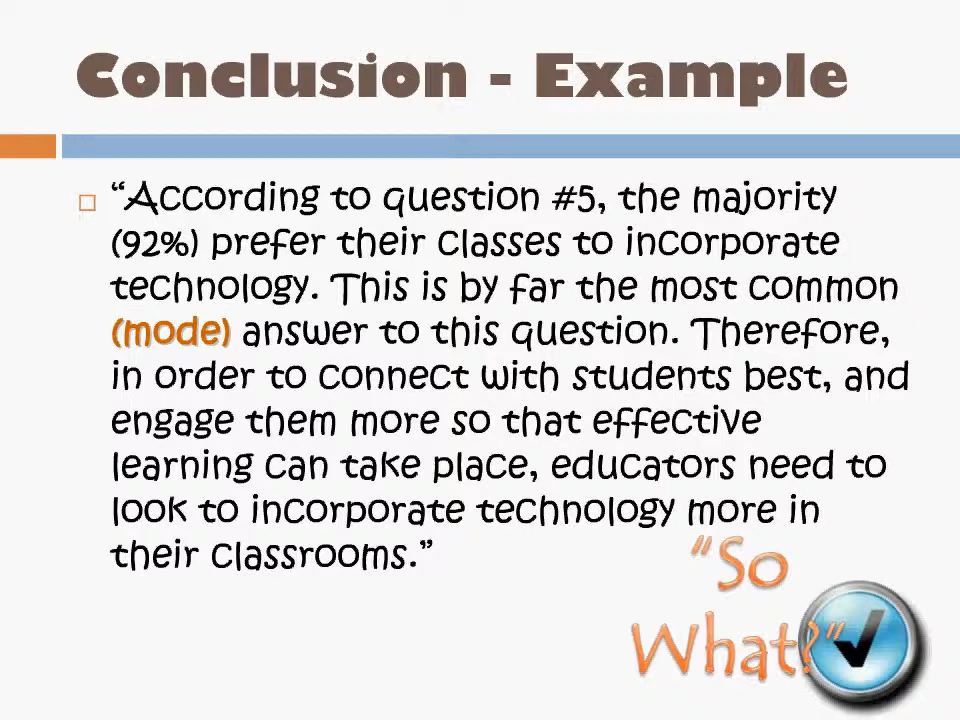 Conclusion - Example
“According to question #5, the majority
(92%) prefer their classes to incorporate
technology. This is by far the most common
(mode) answer to this question. Therefore,
in order to connect with students best, and
engage them more so that effective
learning can take place, educators need to
look to incorporate technology more in
their classrooms.”
“So
What?”